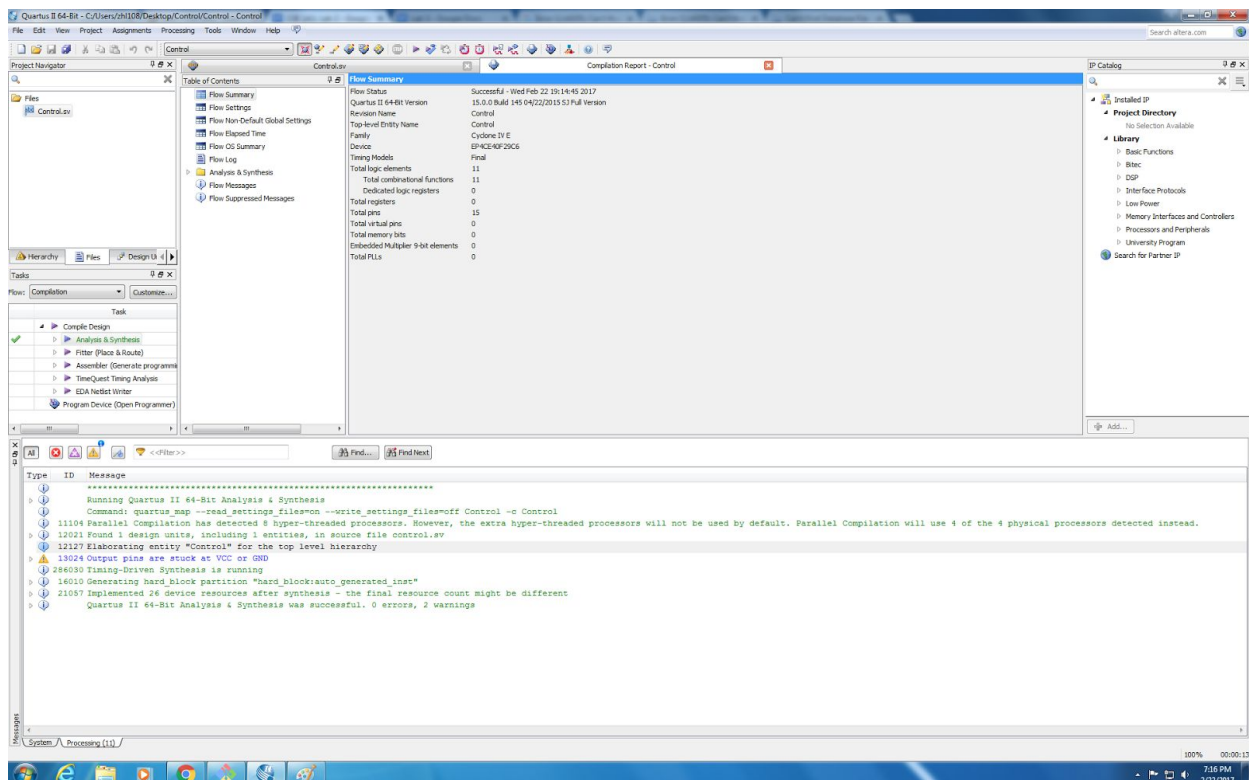 Quartus II 64-Bit - C:/Users/zhl108/Desktop/Control/Control - Control
File Edit View Project Assignments Processing Tools Window Help
Search altera.com
Control
Project Navigator
Files
Control.sv
Hierarchy Files Design U
Tasks
Flow: Compilation Customize...
Task
Compile Design
Analysis & Synthesis
Fitter (Place & Route)
Assembler (Generate programmi
TimeQuest Timing Analysis
EDA Netlist Writer
Program Device (Open Programmer)
Control.sv
Compilation Report - Control
Table of Contents
Flow Summary
Flow Settings
Flow Non-Default Global Settings
Flow Elapsed Time
Flow OS Summary
Flow Log
Analysis & Synthesis
Flow Messages
Flow Suppressed Messages
Flow Summary
Flow Status Successful - Wed Feb 22 19:14:45 2017
Quartus II 64-Bit Version 15.0.0 Build 145 04/22/2015 SJ Full Version
Revision Name Control
Top-level Entity Name Control
Family Cyclone IV E
Device EP4CE40F29C6
Timing Models Final
Total logic elements 11
Total combinational functions 11
Dedicated logic registers 0
Total registers 0
Total pins 15
Total virtual pins 0
Total memory bits 0
Embedded Multiplier 9-bit elements 0
Total PLLs 0
IP Catalog
Installed IP
Project Directory
No Selection Available
Library
Basic Functions
Bitec
DSP
Interface Protocols
Low Power
Memory Interfaces and Controllers
Processors and Peripherals
University Program
Search for Partner IP
Add...
All <<Filter>> Find... Find Next
Type ID Message
*******************************************************************
Running Quartus II 64-Bit Analysis & Synthesis
Command: quartus_map --read_settings_files=on --write_settings_files=off Control -c Control
11104 Parallel Compilation has detected 8 hyper-threaded processors. However, the extra hyper-threaded processors will not be used by default. Parallel Compilation will use 4 of the 4 physical processors detected instead.
12021 Found 1 design units, including 1 entities, in source file control.sv
12127 Elaborating entity "Control" for the top level hierarchy
13024 Output pins are stuck at VCC or GND
286030 Timing-Driven Synthesis is running
16010 Generating hard_block partition "hard_block:auto_generated_inst"
21057 Implemented 26 device resources after synthesis - the final resource count might be different
Quartus II 64-Bit Analysis & Synthesis was successful. 0 errors, 2 warnings
Messages
System Processing (11)
100% 00:00:13
7:16 PM
2/22/2017